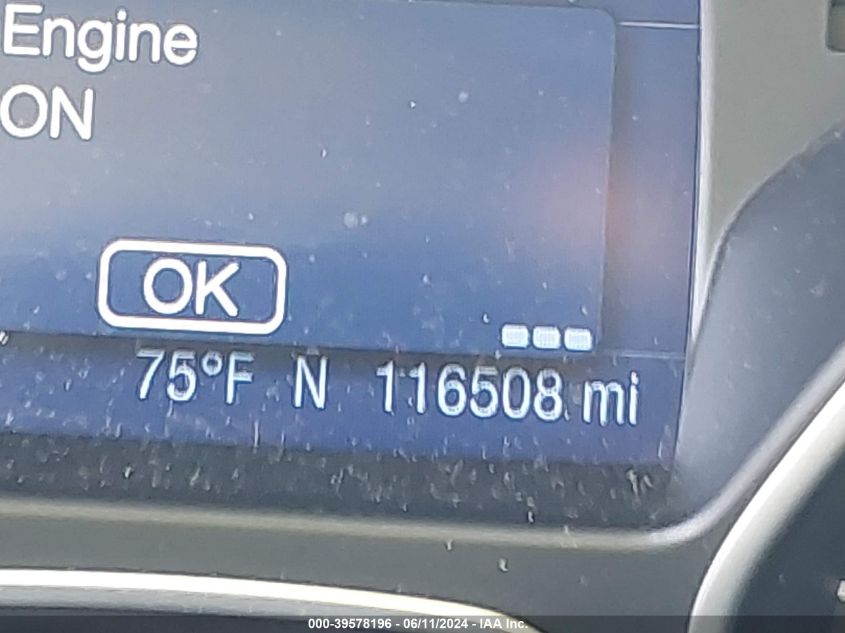 Engine
ON
OK
75°F N 116508 mi
000-39578196 - 06/11/2024 - IAA Inc.